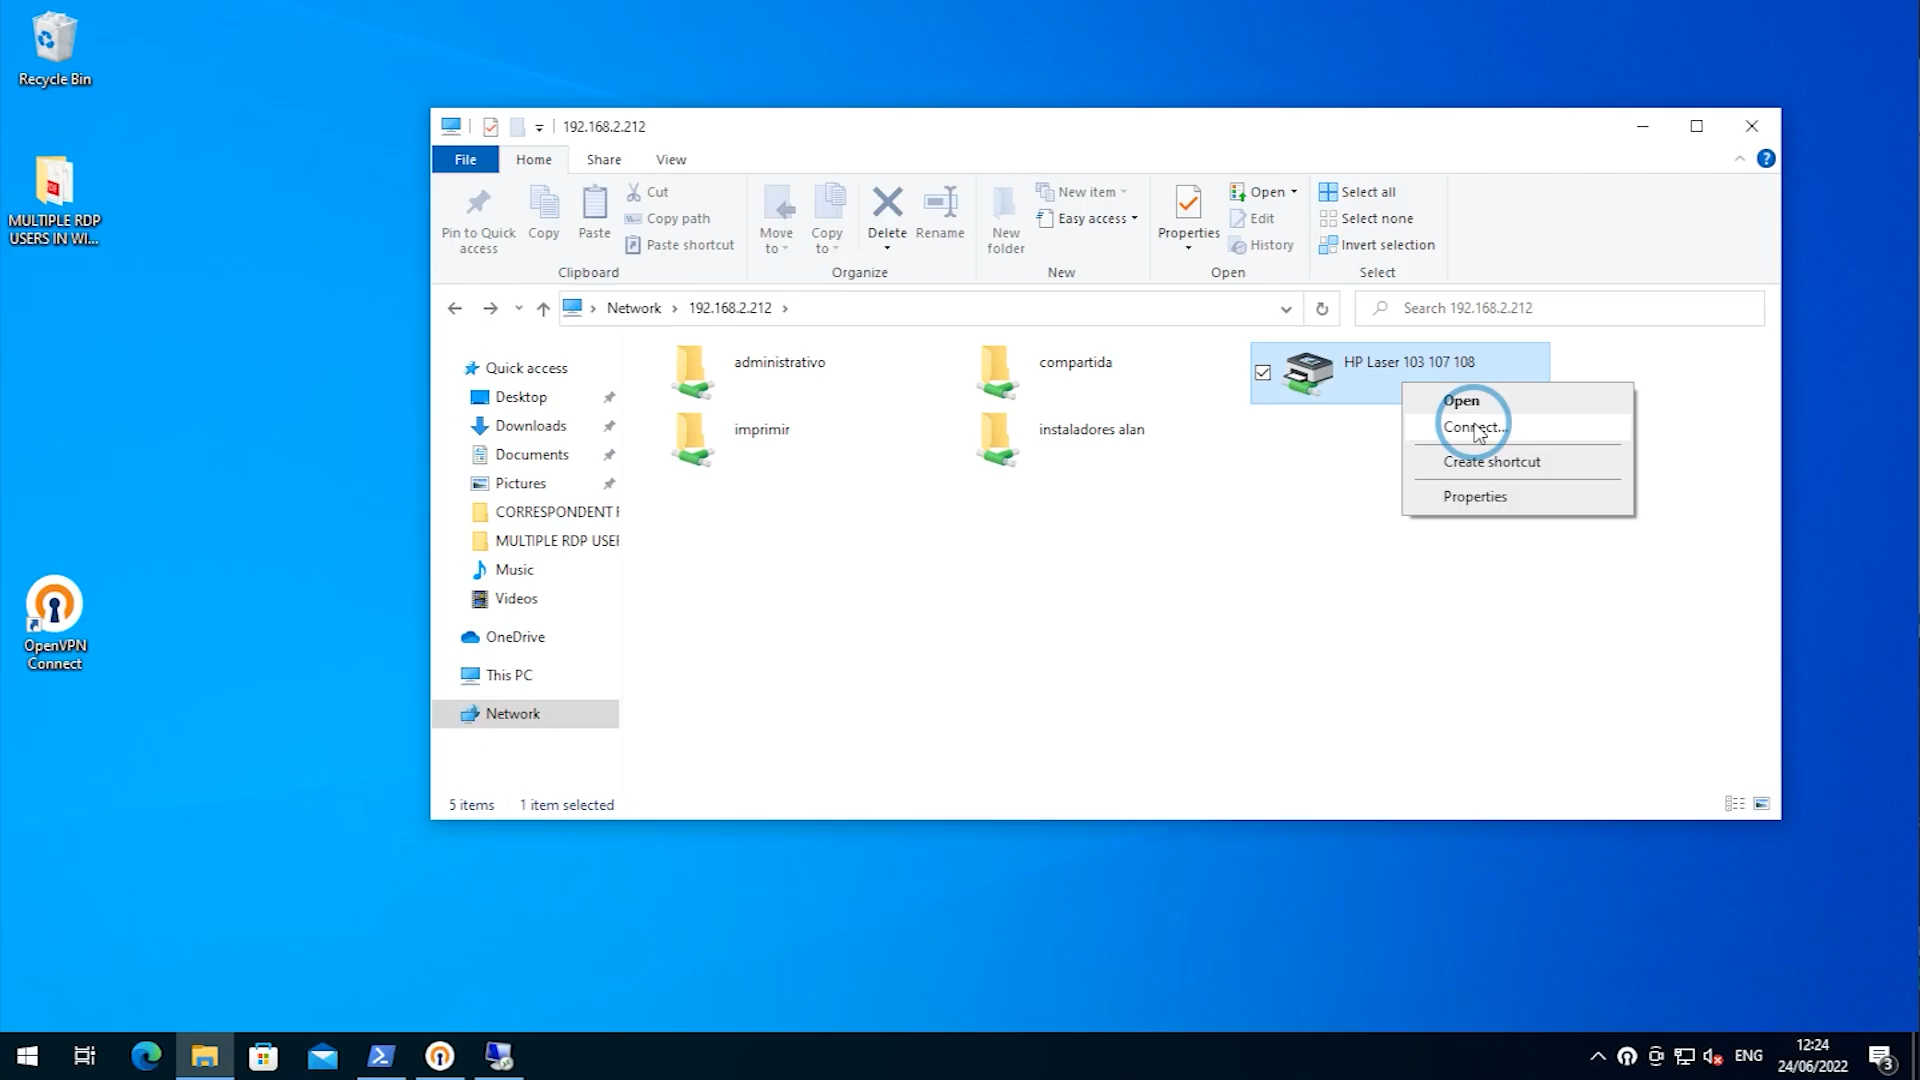 Recycle Bin
MULTIPLE RDP
USERS IN WI...
OpenVPN
Connect
192.168.2.212
File
Home
Share
View
Pin to Quick
access
Copy
Paste
Cut
Copy path
Paste shortcut
Clipboard
Move
to
Copy
to
Delete
Rename
Organize
New
folder
New item
Easy access
New
Properties
Open
Edit
History
Open
Select all
Select none
Invert selection
Select
Network
192.168.2.212
Search 192.168.2.212
Quick access
Desktop
Downloads
Documents
Pictures
CORRESPONDENT
MULTIPLE RDP USER
Music
Videos
OneDrive
This PC
Network
administrativo
compartida
HP Laser 103 107 108
imprimir
instaladores alan
Open
Connect...
Create shortcut
Properties
5 items
1 item selected
ENG
12:24
24/06/2022
3